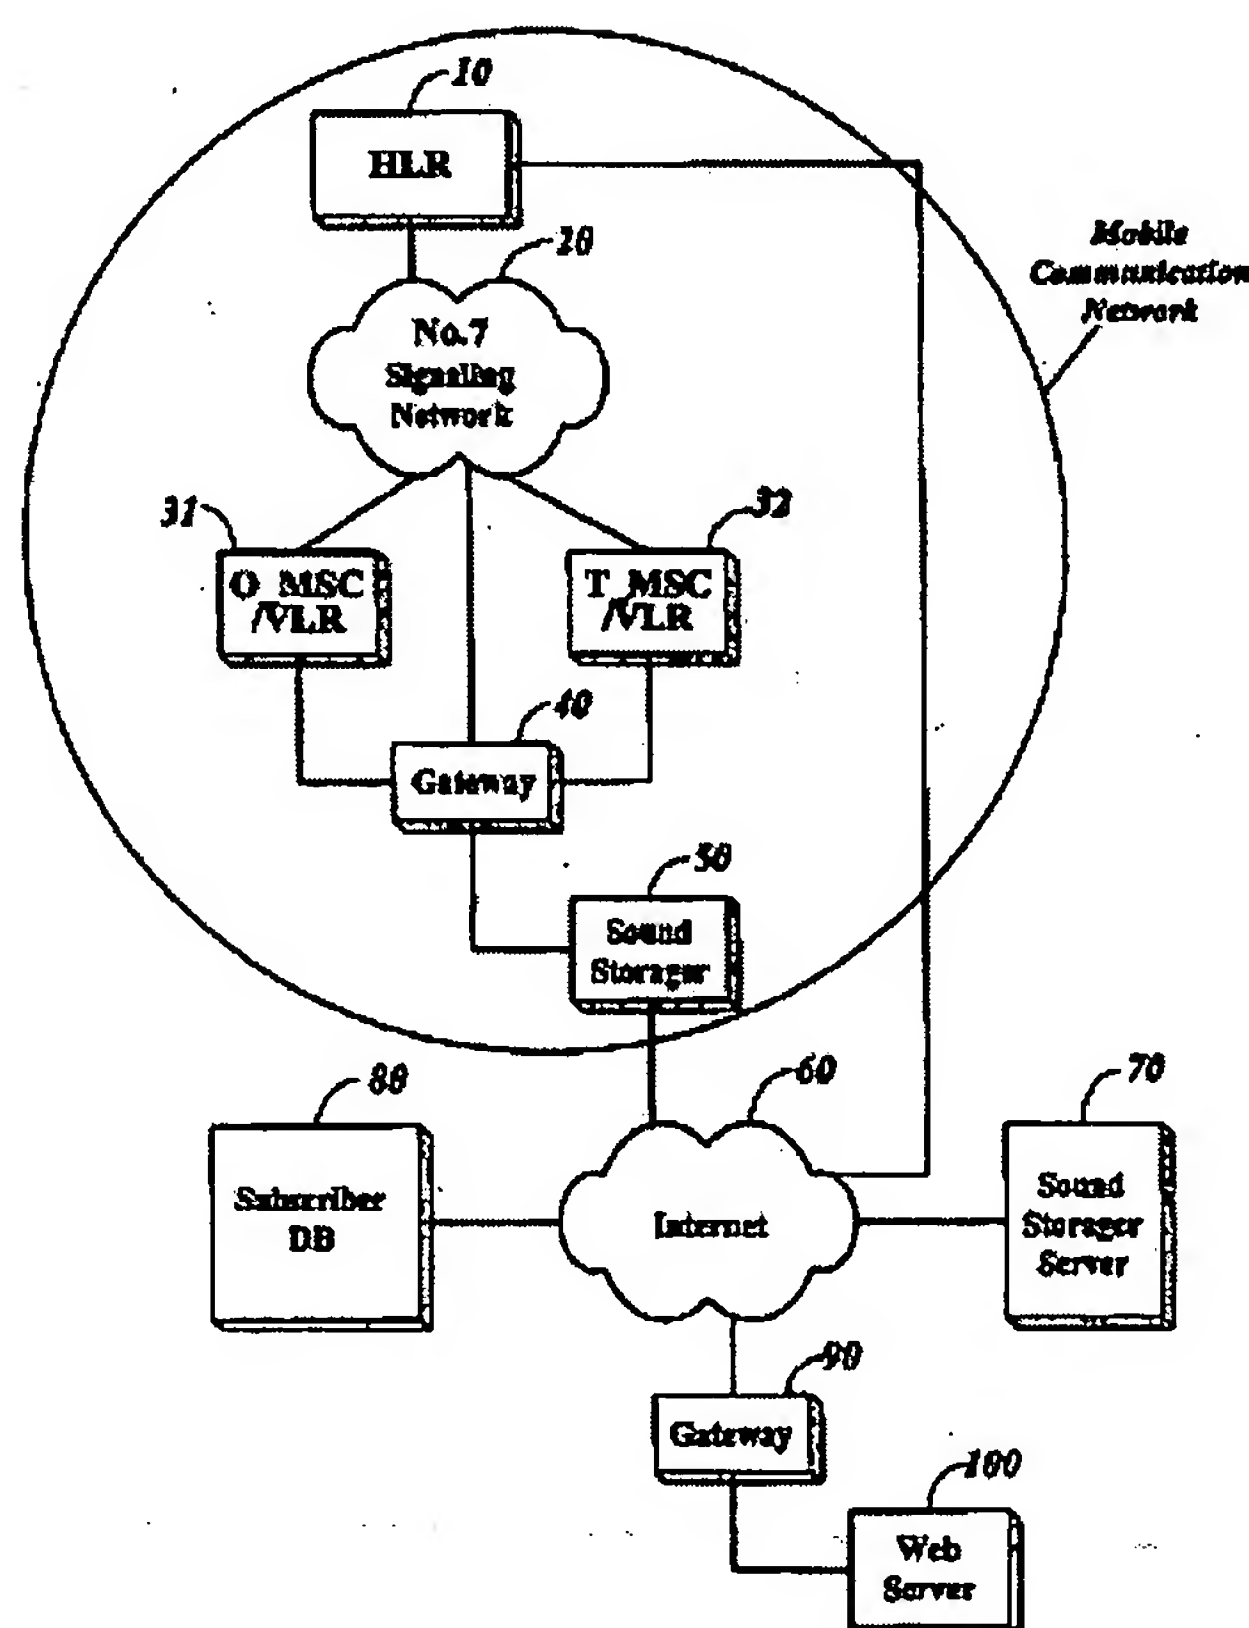 10
HLR
20
No.7
Signaling
Network
Mobile
Communication
Network
31
O_MSC
/VLR
32
T_MSC
/VLR
40
Gateway
50
Sound
Storager
60
Internet
70
Sound
Storager
Server
80
Subscriber
DB
90
Gateway
100
Web
Server